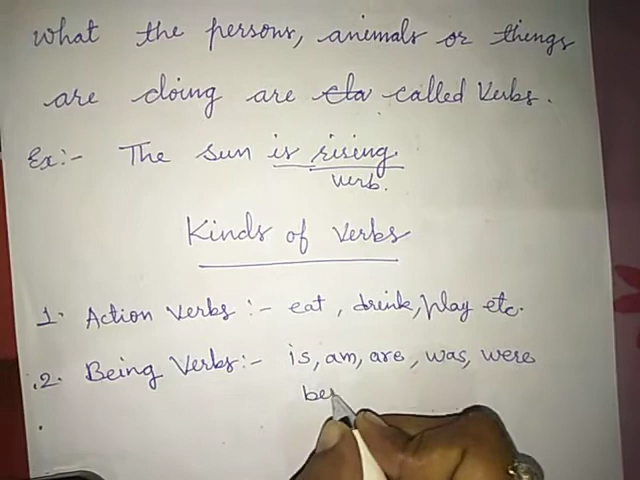 what the persons, animals or things
are doing are cla called Verbs.
Ex:- The sun is rising.
verb.
Kinds of Verbs
1. Action Verbs :- eat, drink, play etc.
2. Being Verbs:- is, am, are, was, were
be